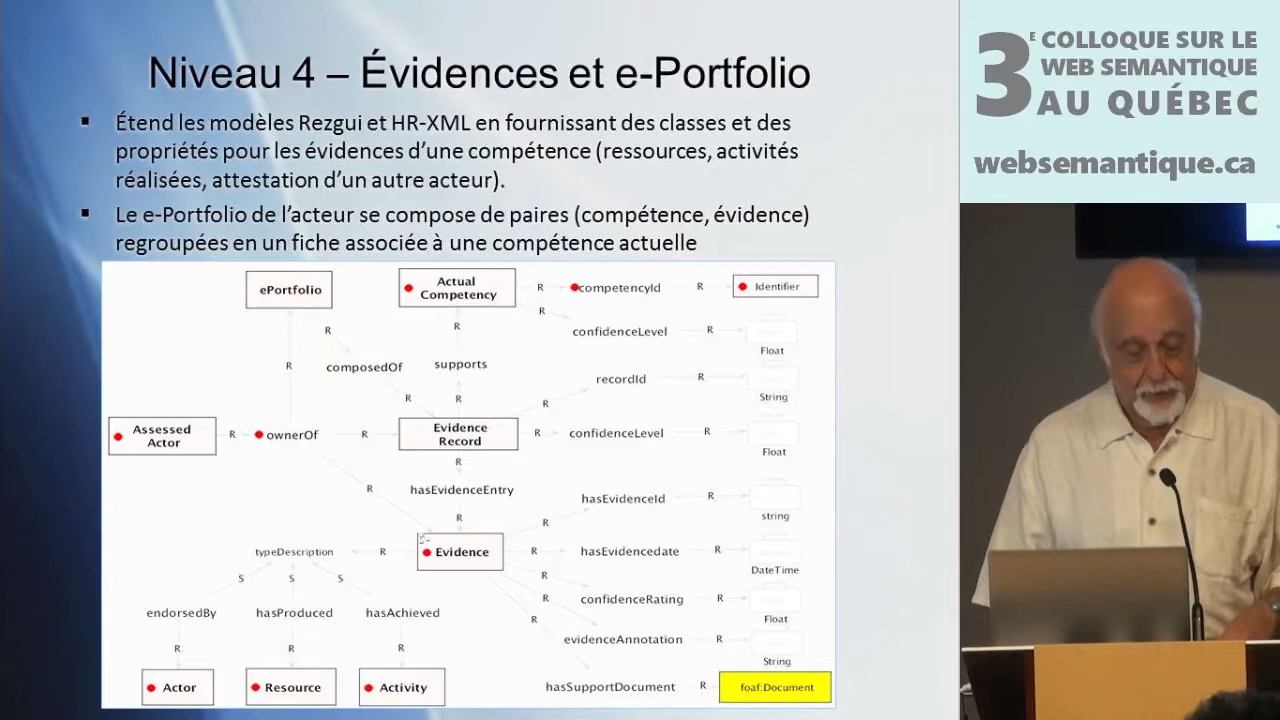 Niveau 4 – Évidences et e-Portfolio
▪ Étend les modèles Rezgui et HR-XML en fournissant des classes et des
propriétés pour les évidences d'une compétence (ressources, activités
réalisées, attestation d'un autre acteur).
▪ Le e-Portfolio de l'acteur se compose de paires (compétence, évidence)
regroupées en un fiche associée à une compétence actuelle
ePortfolio
Actual
Competency
R
competencyId
R
Identifier
R
R
R
confidenceLevel
R
Float
R
composedOf
supports
recordId
R
String
R
R
R
Assessed
Actor
R
ownerOf
R
Evidence
Record
R
confidenceLevel
R
Float
R
R
hasEvidenceEntry
hasEvidenceId
R
string
R
R
typeDescription
R
Evidence
R
hasEvidencedate
R
DateTime
S
S
S
R
R
confidenceRating
R
Float
endorsedBy
hasProduced
hasAchieved
R
evidenceAnnotation
R
String
R
R
R
Actor
Resource
Activity
hasSupportDocument
R
foaf:Document
3E COLLOQUE SUR LE
WEB SEMANTIQUE
AU QUÉBEC
websemantique.ca